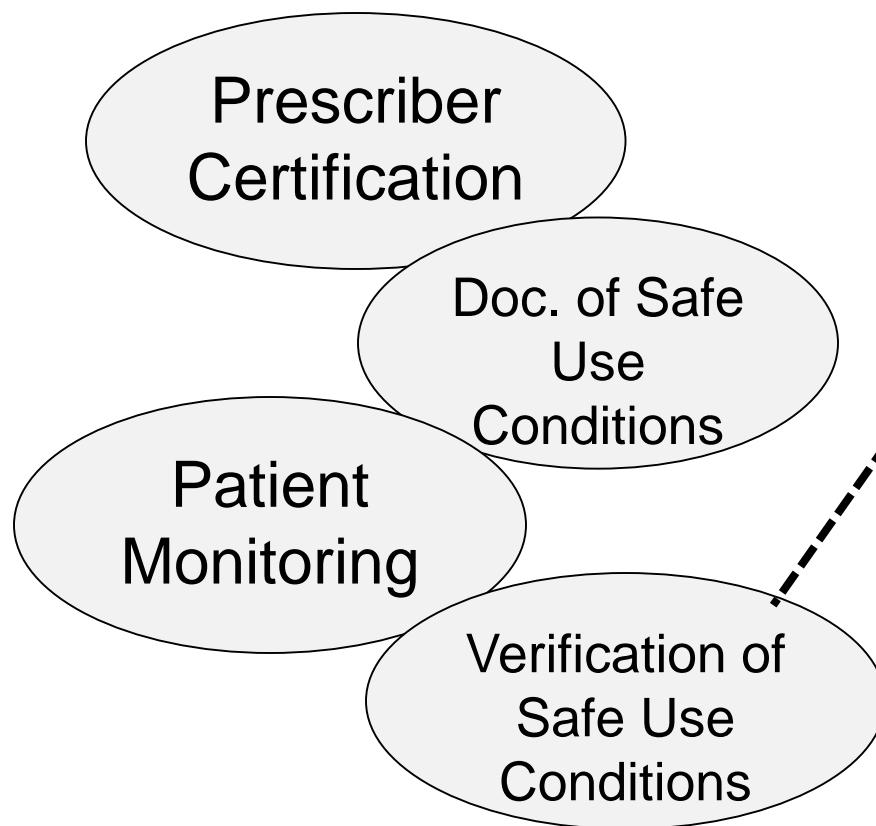 Prescriber
Certification
Doc. of Safe
Use
Conditions
Patient
Monitoring
Verification of
Safe Use
Conditions